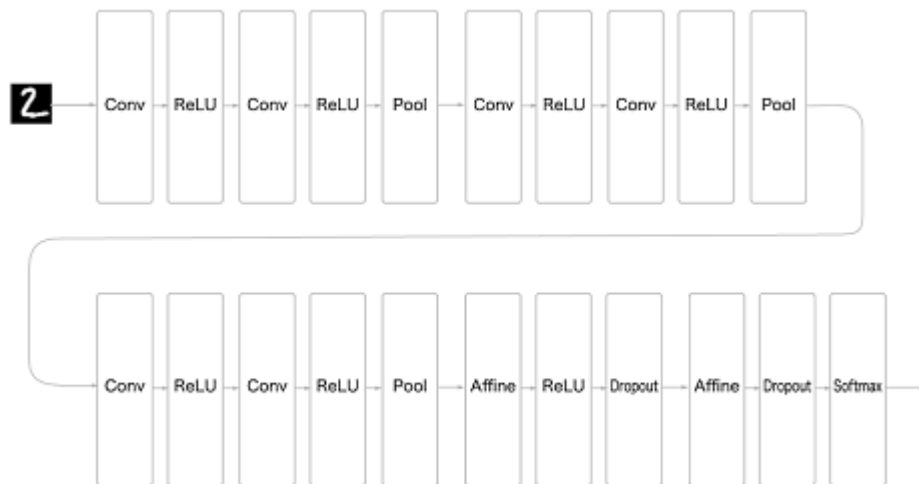 2
Conv ReLU Conv ReLU Pool Conv ReLU Conv ReLU Pool
Conv ReLU Conv ReLU Pool Affine ReLU Dropout Affine Dropout Softmax